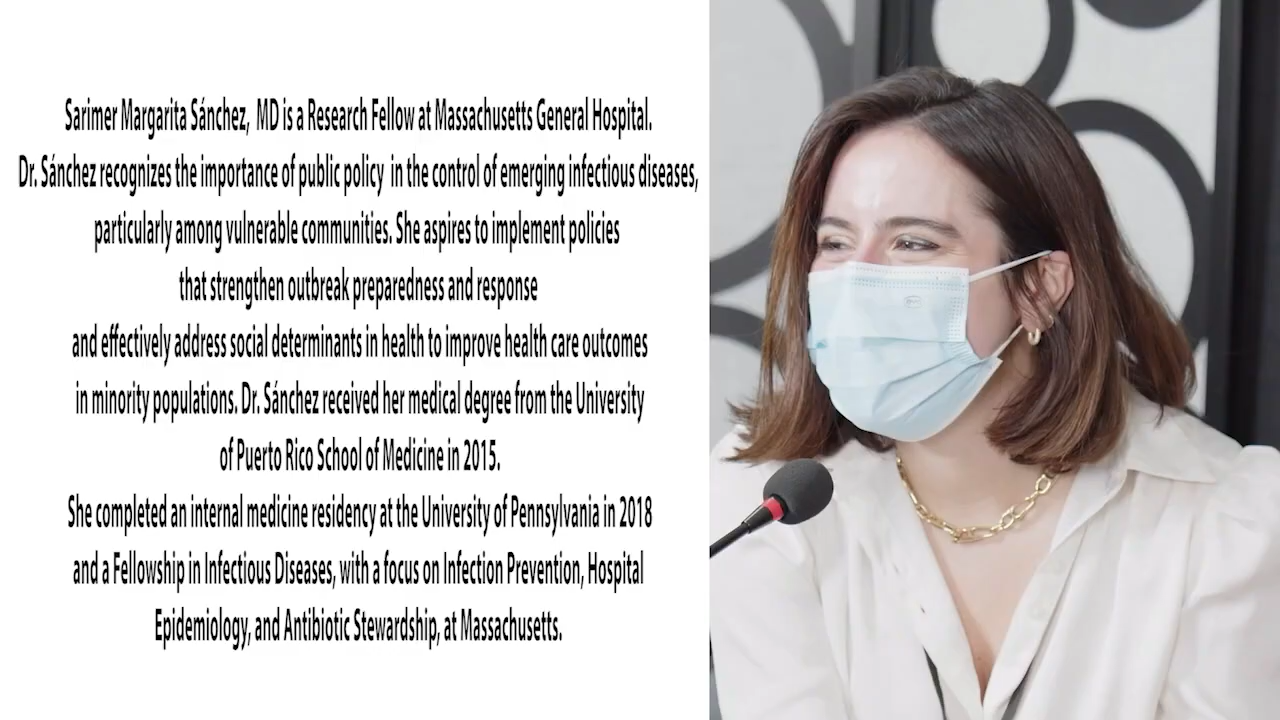 Sarimer Margarita Sánchez, MD is a Research Fellow at Massachusetts General Hospital.
Dr. Sánchez recognizes the importance of public policy in the control of emerging infectious diseases,
particularly among vulnerable communities. She aspires to implement policies
that strengthen outbreak preparedness and response
and effectively address social determinants in health to improve health care outcomes
in minority populations. Dr. Sánchez received her medical degree from the University
of Puerto Rico School of Medicine in 2015.
She completed an internal medicine residency at the University of Pennsylvania in 2018
and a Fellowship in Infectious Diseases, with a focus on Infection Prevention, Hospital
Epidemiology, and Antibiotic Stewardship, at Massachusetts.